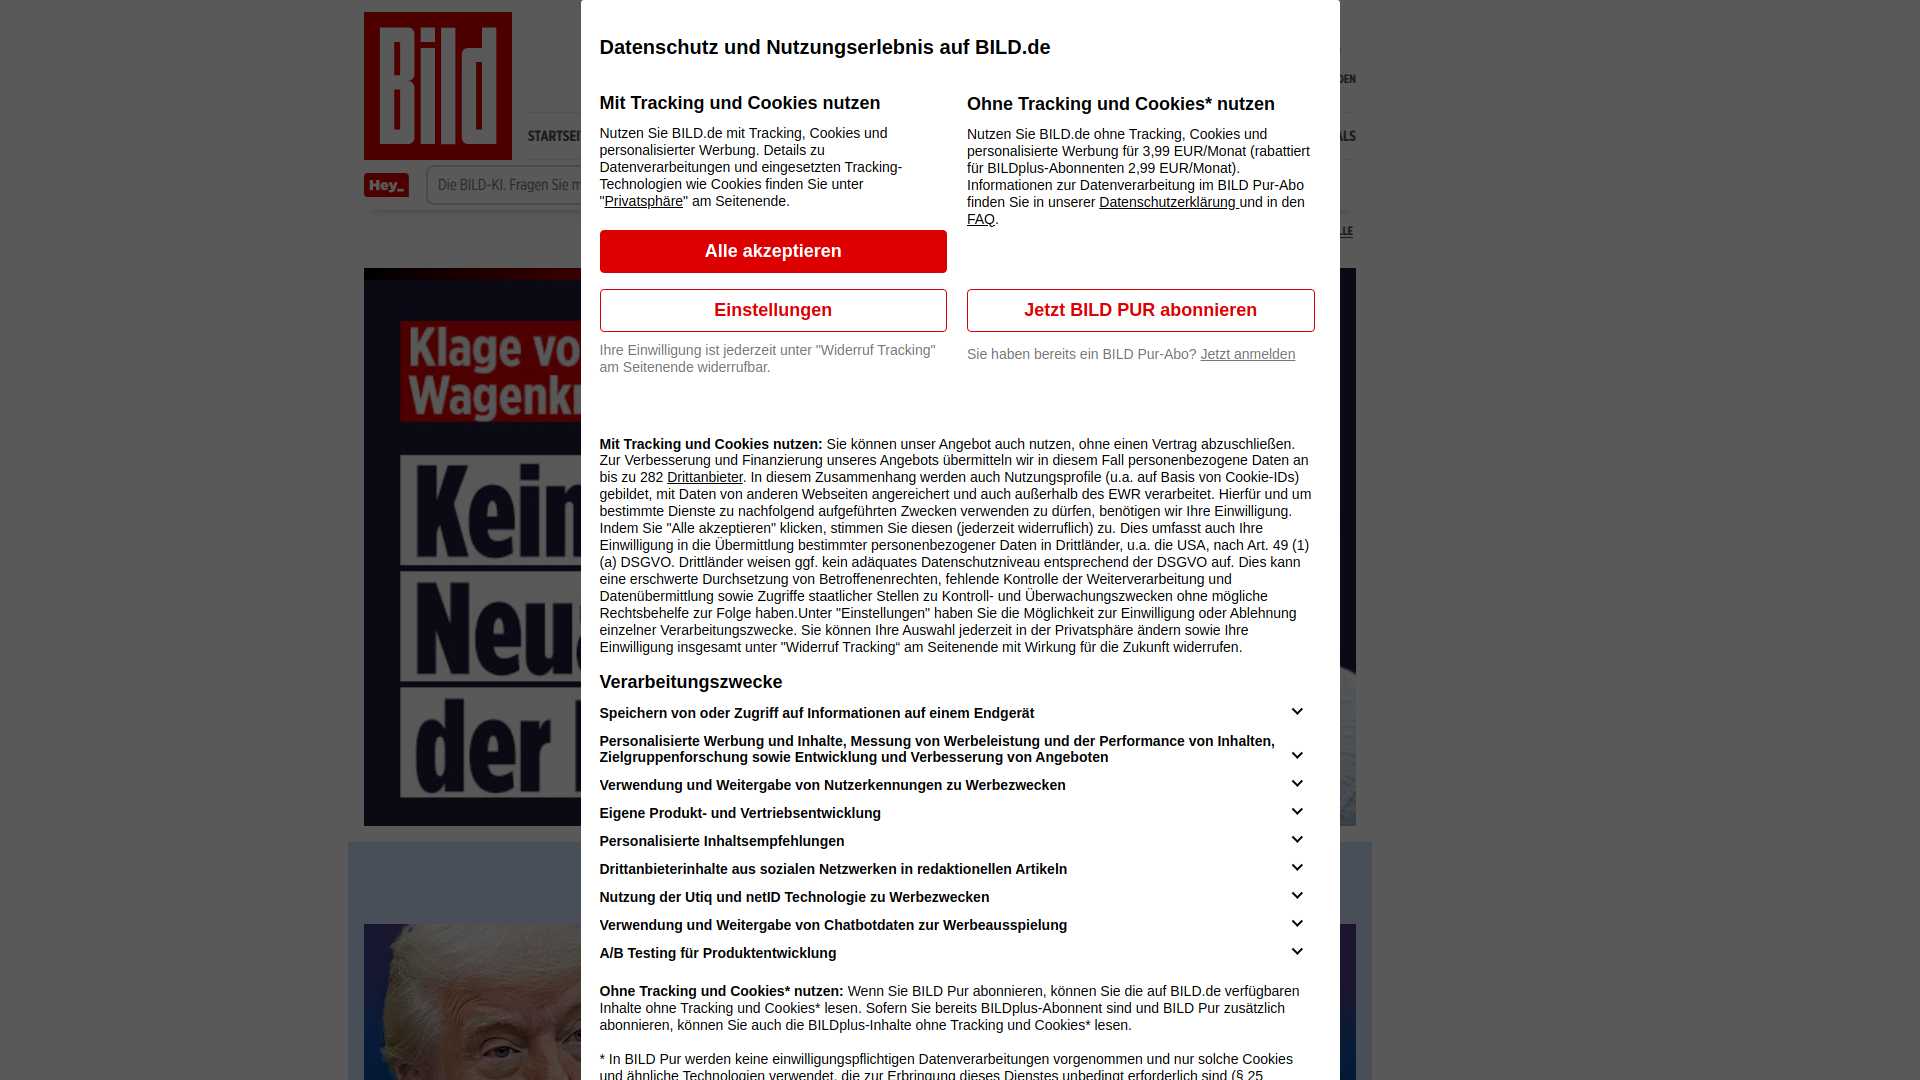 Bild
STARTSEI
Hey_
Die BILD-KI. Fragen Sie m
Klage vo
Wagenk
Kein
Neu
der
Datenschutz und Nutzungserlebnis auf BILD.de
Mit Tracking und Cookies nutzen
Nutzen Sie BILD.de mit Tracking, Cookies und
personalisierter Werbung. Details zu
Datenverarbeitungen und eingesetzten Tracking-
Technologien wie Cookies finden Sie unter
"Privatsphäre" am Seitenende.
Alle akzeptieren
Einstellungen
Ihre Einwilligung ist jederzeit unter "Widerruf Tracking"
am Seitenende widerrufbar.
Ohne Tracking und Cookies* nutzen
Nutzen Sie BILD.de ohne Tracking, Cookies und
personalisierte Werbung für 3,99 EUR/Monat (rabattiert
für BILDplus-Abonnenten 2,99 EUR/Monat).
Informationen zur Datenverarbeitung im BILD Pur-Abo
finden Sie in unserer Datenschutzerklärung und in den
FAQ.
Jetzt BILD PUR abonnieren
Sie haben bereits ein BILD Pur-Abo? Jetzt anmelden
Mit Tracking und Cookies nutzen: Sie können unser Angebot auch nutzen, ohne einen Vertrag abzuschließen.
Zur Verbesserung und Finanzierung unseres Angebots übermitteln wir in diesem Fall personenbezogene Daten an
bis zu 282 Drittanbieter. In diesem Zusammenhang werden auch Nutzungsprofile (u.a. auf Basis von Cookie-IDs)
gebildet, mit Daten von anderen Webseiten angereichert und auch außerhalb des EWR verarbeitet. Hierfür und um
bestimmte Dienste zu nachfolgend aufgeführten Zwecken verwenden zu dürfen, benötigen wir Ihre Einwilligung.
Indem Sie "Alle akzeptieren" klicken, stimmen Sie diesen (jederzeit widerruflich) zu. Dies umfasst auch Ihre
Einwilligung in die Übermittlung bestimmter personenbezogener Daten in Drittländer, u.a. die USA, nach Art. 49 (1)
(a) DSGVO. Drittländer weisen ggf. kein adäquates Datenschutzniveau entsprechend der DSGVO auf. Dies kann
eine erschwerte Durchsetzung von Betroffenenrechten, fehlende Kontrolle der Weiterverarbeitung und
Datenübermittlung sowie Zugriffe staatlicher Stellen zu Kontroll- und Überwachungszwecken ohne mögliche
Rechtsbehelfe zur Folge haben.Unter "Einstellungen" haben Sie die Möglichkeit zur Einwilligung oder Ablehnung
einzelner Verarbeitungszwecke. Sie können Ihre Auswahl jederzeit in der Privatsphäre ändern sowie Ihre
Einwilligung insgesamt unter "Widerruf Tracking“ am Seitenende mit Wirkung für die Zukunft widerrufen.
Verarbeitungszwecke
Speichern von oder Zugriff auf Informationen auf einem Endgerät
Personalisierte Werbung und Inhalte, Messung von Werbeleistung und der Performance von Inhalten,
Zielgruppenforschung sowie Entwicklung und Verbesserung von Angeboten
Verwendung und Weitergabe von Nutzerkennungen zu Werbezwecken
Eigene Produkt- und Vertriebsentwicklung
Personalisierte Inhaltsempfehlungen
Drittanbieterinhalte aus sozialen Netzwerken in redaktionellen Artikeln
Nutzung der Utiq und netID Technologie zu Werbezwecken
Verwendung und Weitergabe von Chatbotdaten zur Werbeausspielung
A/B Testing für Produktentwicklung
Ohne Tracking und Cookies* nutzen: Wenn Sie BILD Pur abonnieren, können Sie die auf BILD.de verfügbaren
Inhalte ohne Tracking und Cookies* lesen. Sofern Sie bereits BILDplus-Abonnent sind und BILD Pur zusätzlich
abonnieren, können Sie auch die BILDplus-Inhalte ohne Tracking und Cookies* lesen.
* In BILD Pur werden keine einwilligungspflichtigen Datenverarbeitungen vorgenommen und nur solche Cookies
und ähnliche Technologien verwendet, die zur Erbringung dieses Dienstes unbedingt erforderlich sind (§ 25